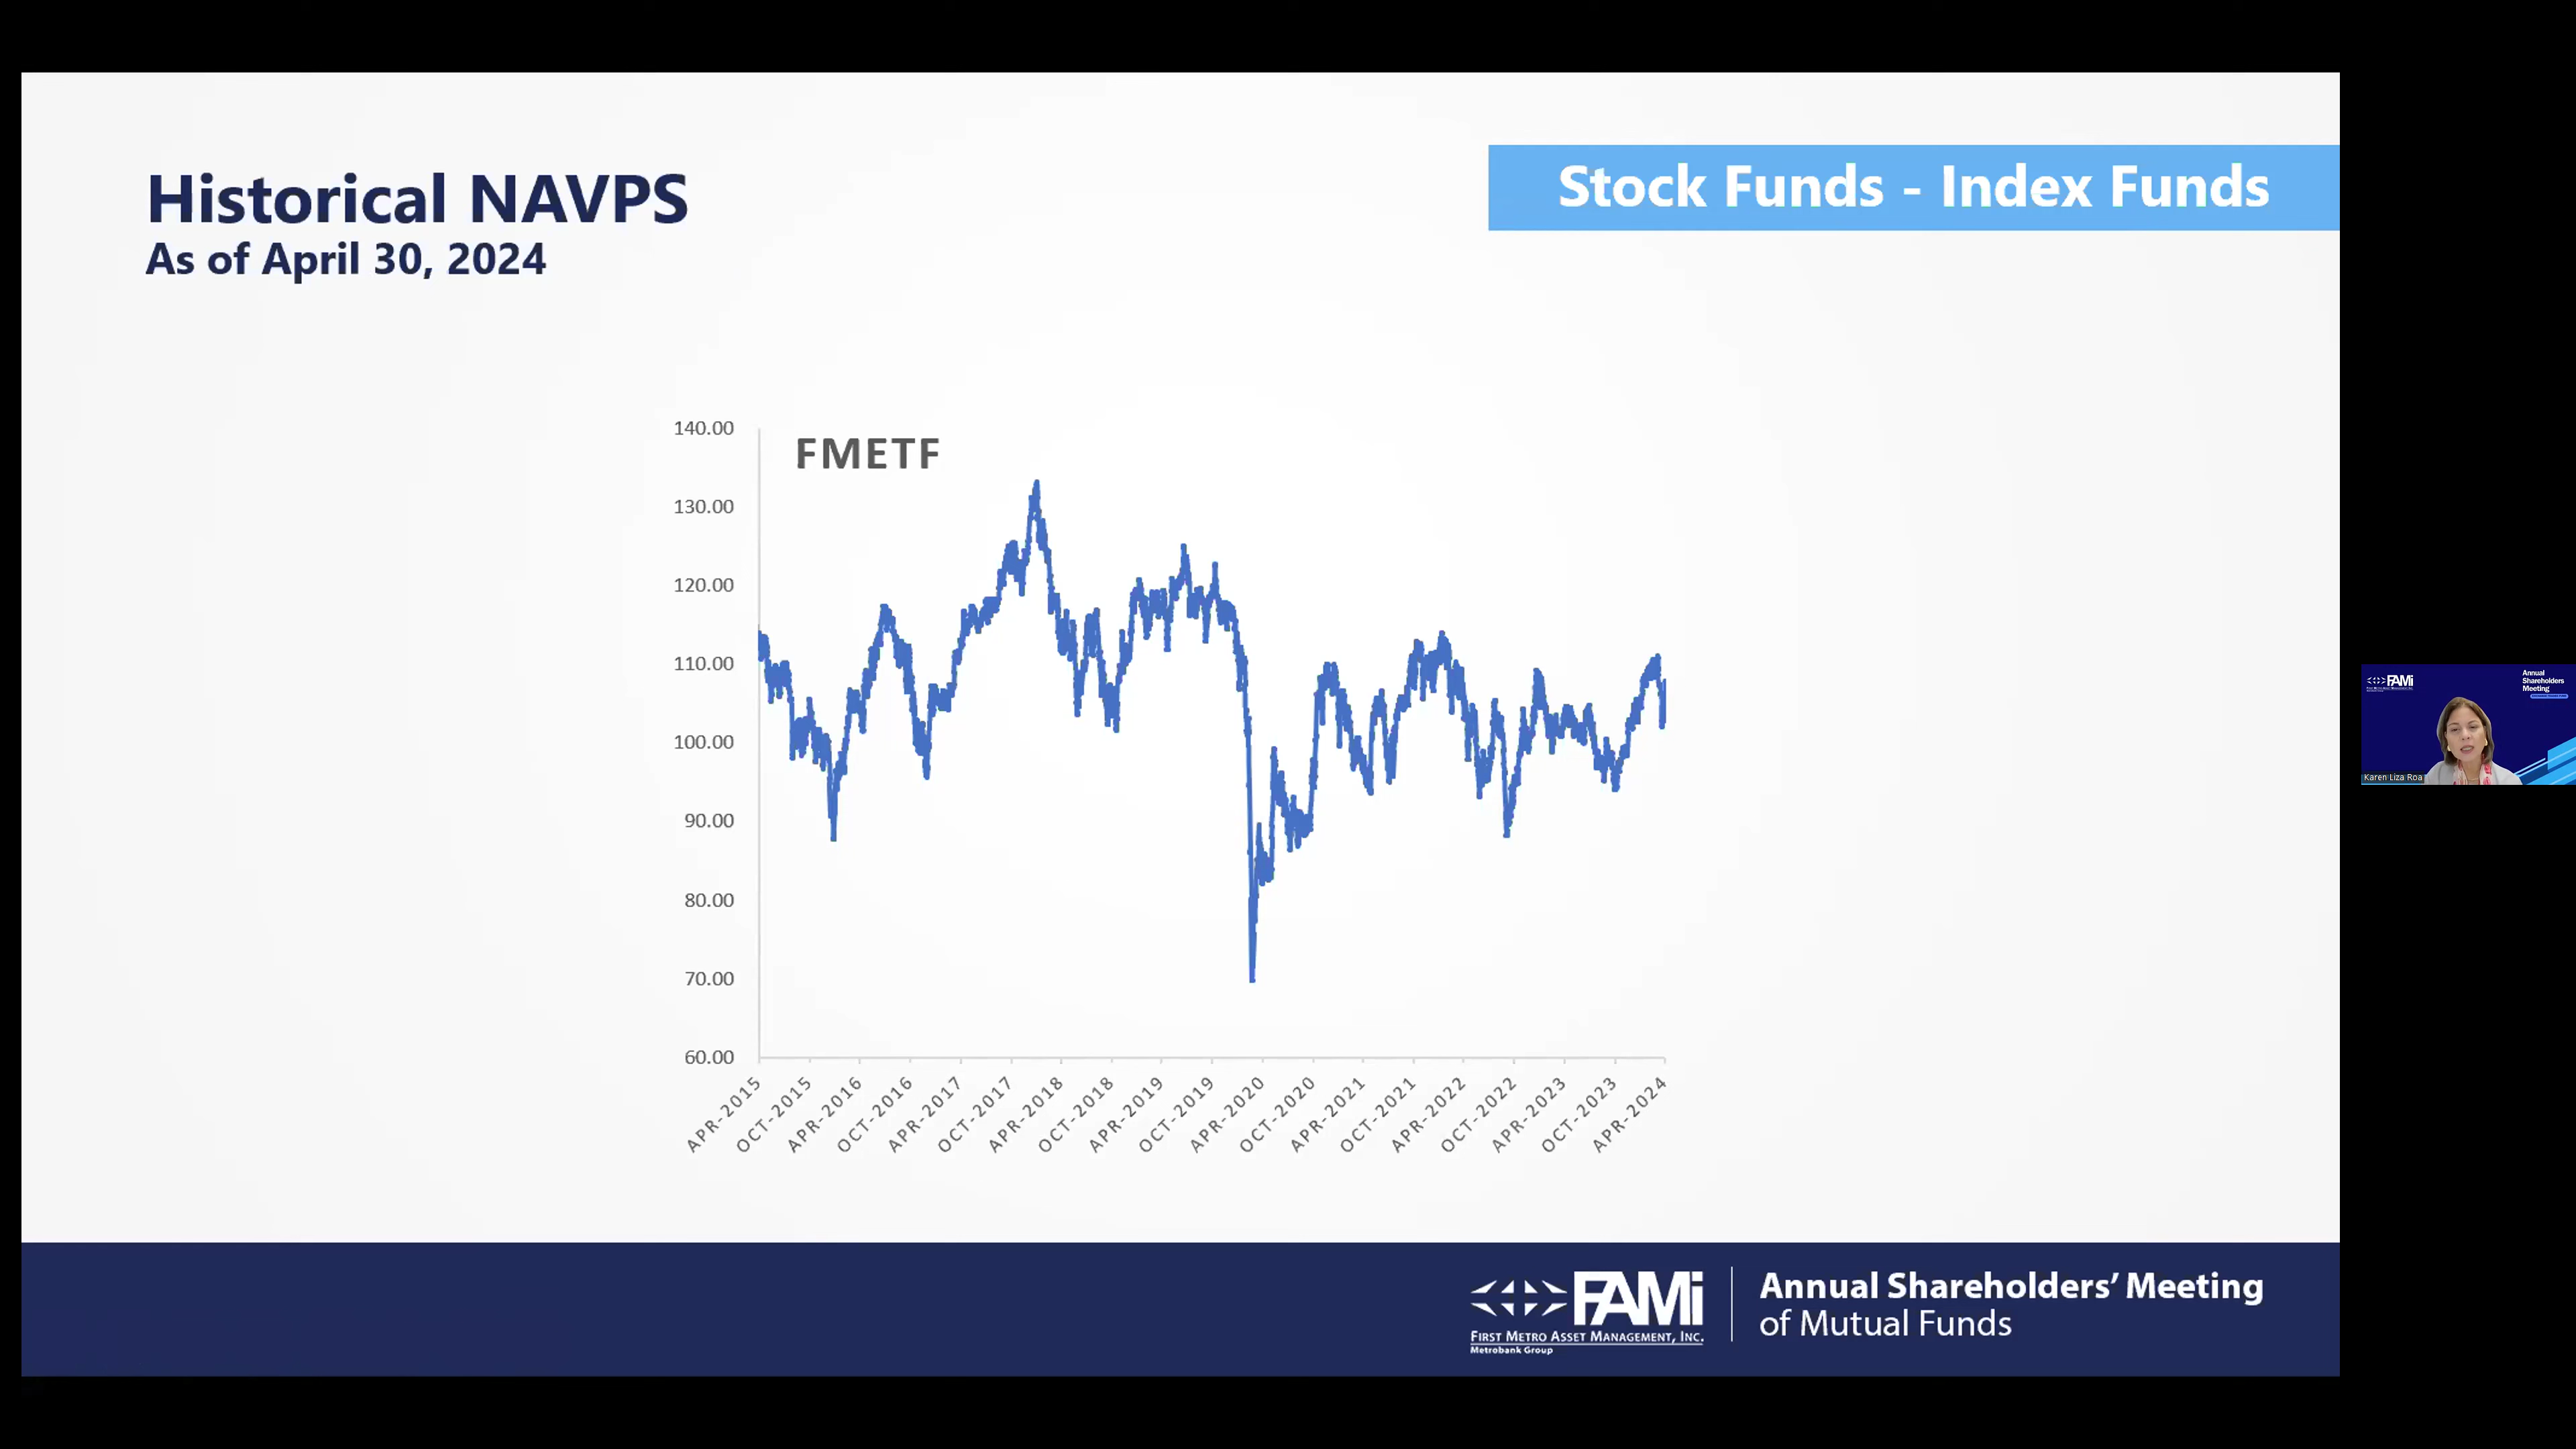 Historical NAVPS
As of April 30, 2024
Stock Funds - Index Funds
FMETF
140.00
130.00
120.00
110.00
100.00
90.00
80.00
70.00
60.00
APR-2015
OCT-2015
APR-2016
OCT-2016
APR-2017
OCT-2017
APR-2018
OCT-2018
APR-2019
OCT-2019
APR-2020
OCT-2020
APR-2021
OCT-2021
APR-2022
OCT-2022
APR-2023
OCT-2023
APR-2024
FAMi
Annual
Shareholders
Meeting
Karen Liza Roa
FAMi
FIRST METRO ASSET MANAGEMENT, INC.
Metrobank Group
Annual Shareholders’ Meeting
of Mutual Funds